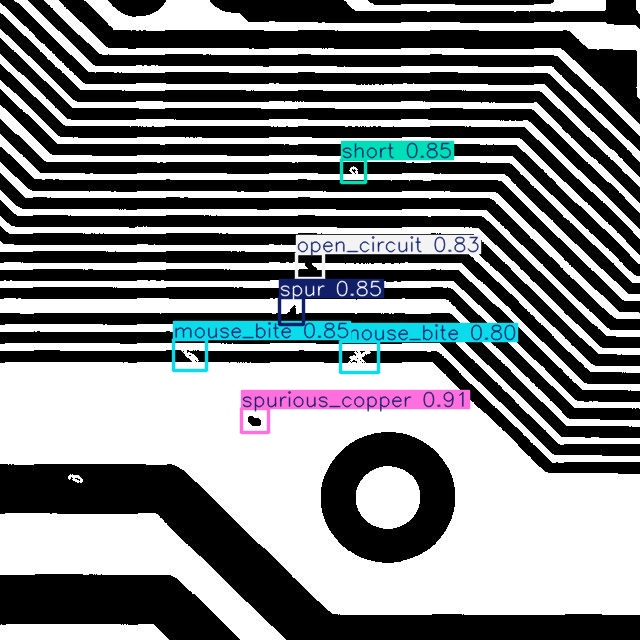 short 0.85
open_circuit 0.83
spur 0.85
mouse_bite 0.85
mouse_bite 0.80
spurious_copper 0.91